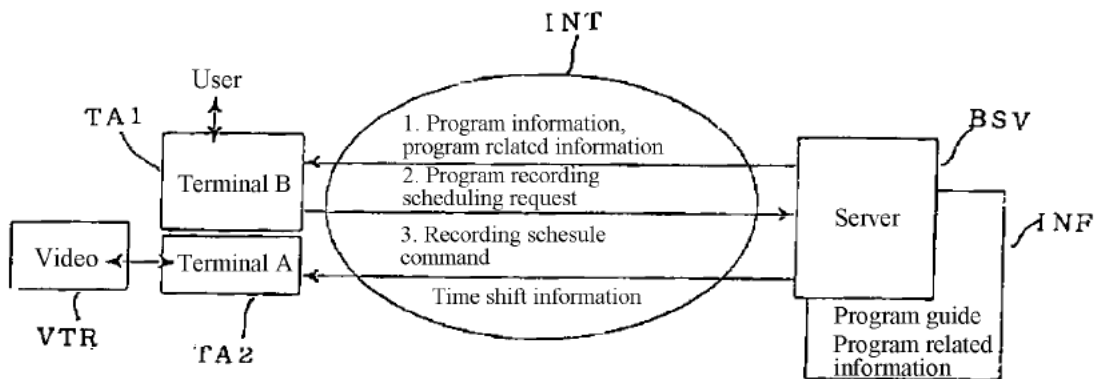 INT
User
TA1
1. Program information,
program related information
BSV
Terminal B
2. Program recording
scheduling request
Server
INF
3. Recording schesule
command
Video
Terminal A
Time shift information
VTR
TA2
Program guide
Program related
information